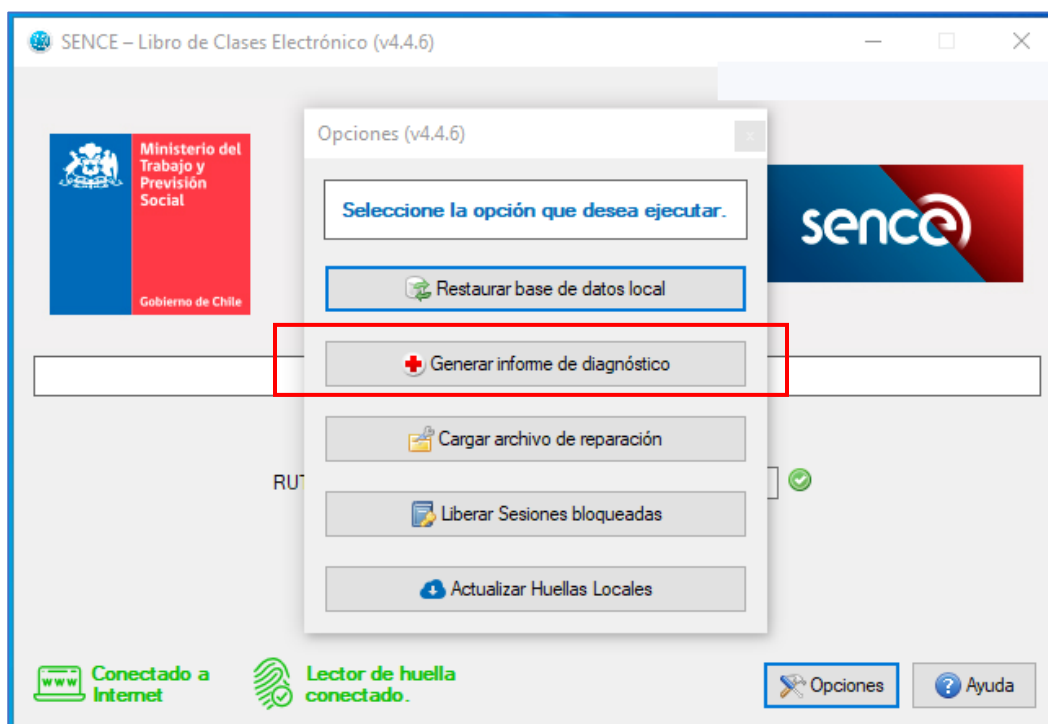 SENCE – Libro de Clases Electrónico (v4.4.6)
Opciones (v4.4.6)
x
Ministerio del
Trabajo y
Previsión
Social
Gobierno de Chile
Seleccione la opción que desea ejecutar.
sence
Restaurar base de datos local
Generar informe de diagnóstico
Cargar archivo de reparación
RUT
Liberar Sesiones bloqueadas
Actualizar Huellas Locales
www
Conectado a
Internet
Lector de huella
conectado.
Opciones
? Ayuda